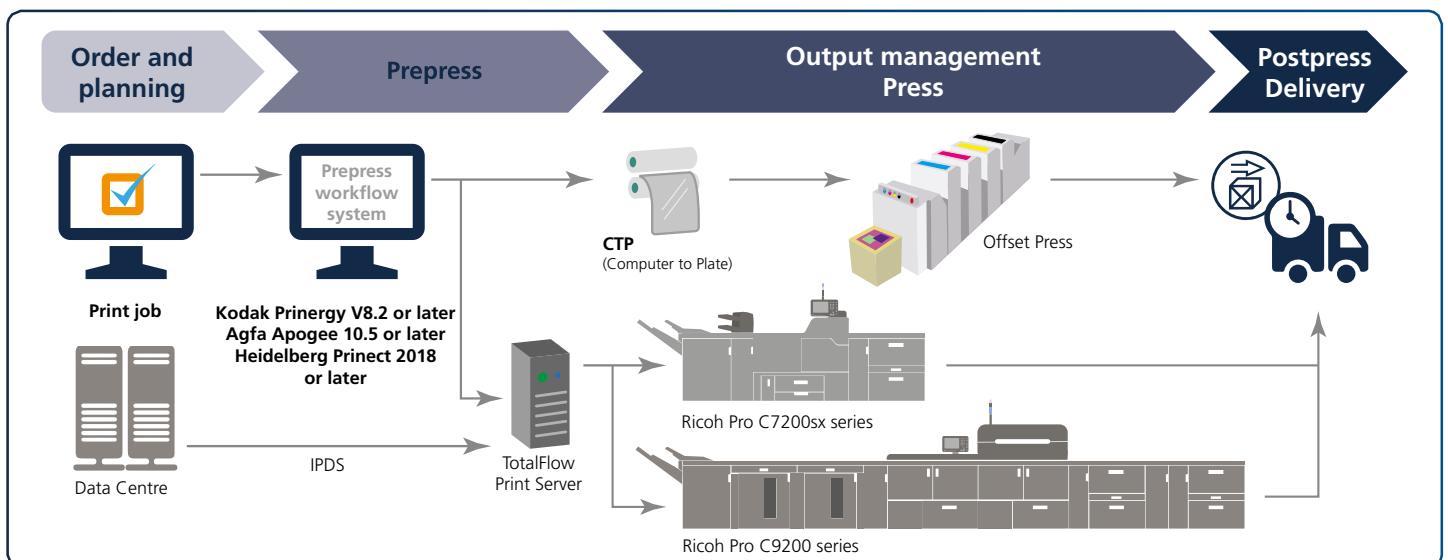 Order and
planning
Prepress
Output management
Press
Postpress
Delivery
Prepress
workflow
system
Print job
Kodak Prinergy V8.2 or later
Agfa Apogee 10.5 or later
Heidelberg Prinect 2018
or later
CTP
(Computer to Plate)
Offset Press
Ricoh Pro C7200sx series
Data Centre
IPDS
TotalFlow
Print Server
Ricoh Pro C9200 series